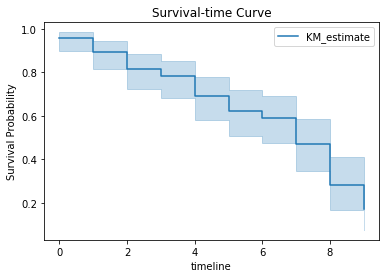 Survival-time Curve
KM_estimate
Survival Probability
1.0
0.8
0.6
0.4
0.2
0 2 4 6 8
timeline